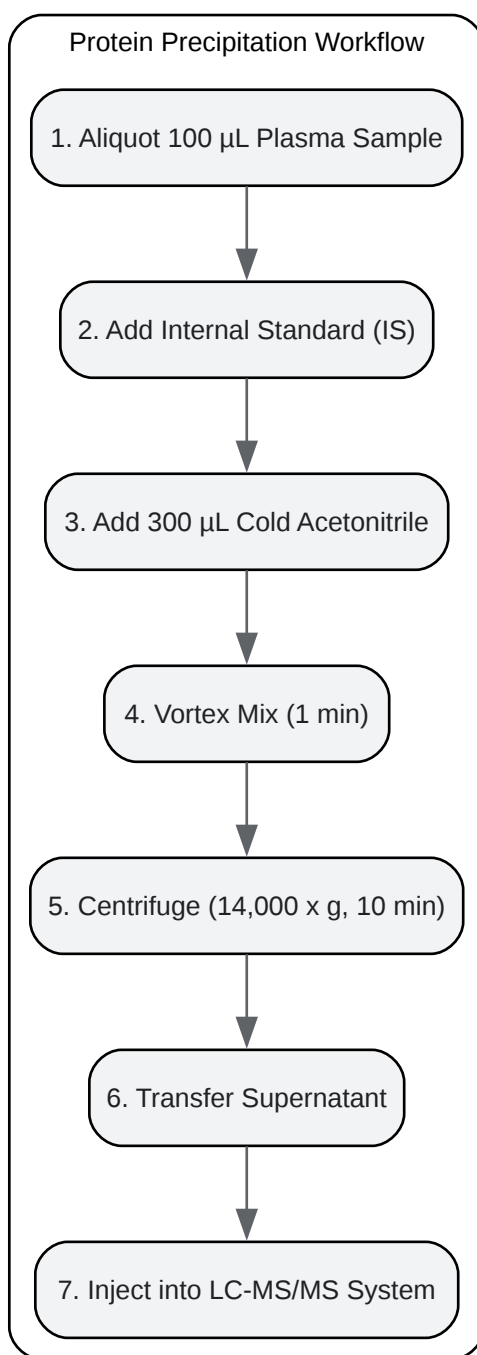 Protein Precipitation Workflow
1. Aliquot 100 µL Plasma Sample
2. Add Internal Standard (IS)
3. Add 300 µL Cold Acetonitrile
4. Vortex Mix (1 min)
5. Centrifuge (14,000 x g, 10 min)
6. Transfer Supernatant
7. Inject into LC-MS/MS System